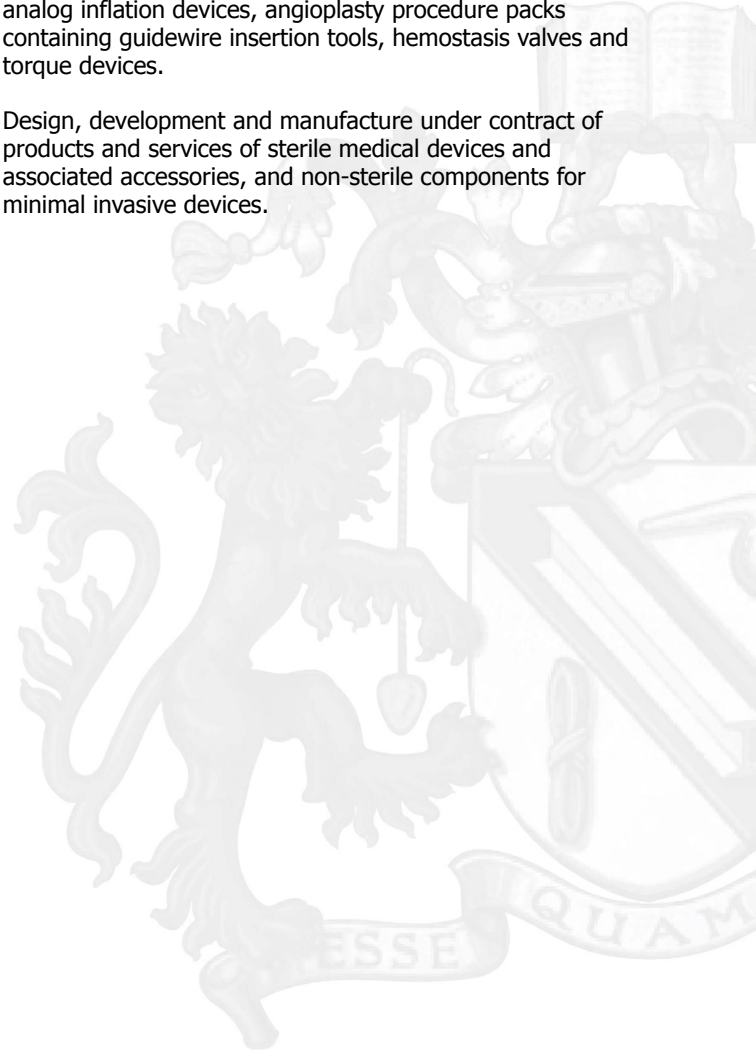 analog inflation devices, angioplasty procedure packs
containing guidewire insertion tools, hemostasis valves and
torque devices.
Design, development and manufacture under contract of
products and services of sterile medical devices and
associated accessories, and non-sterile components for
minimal invasive devices.
ESSE QUAM